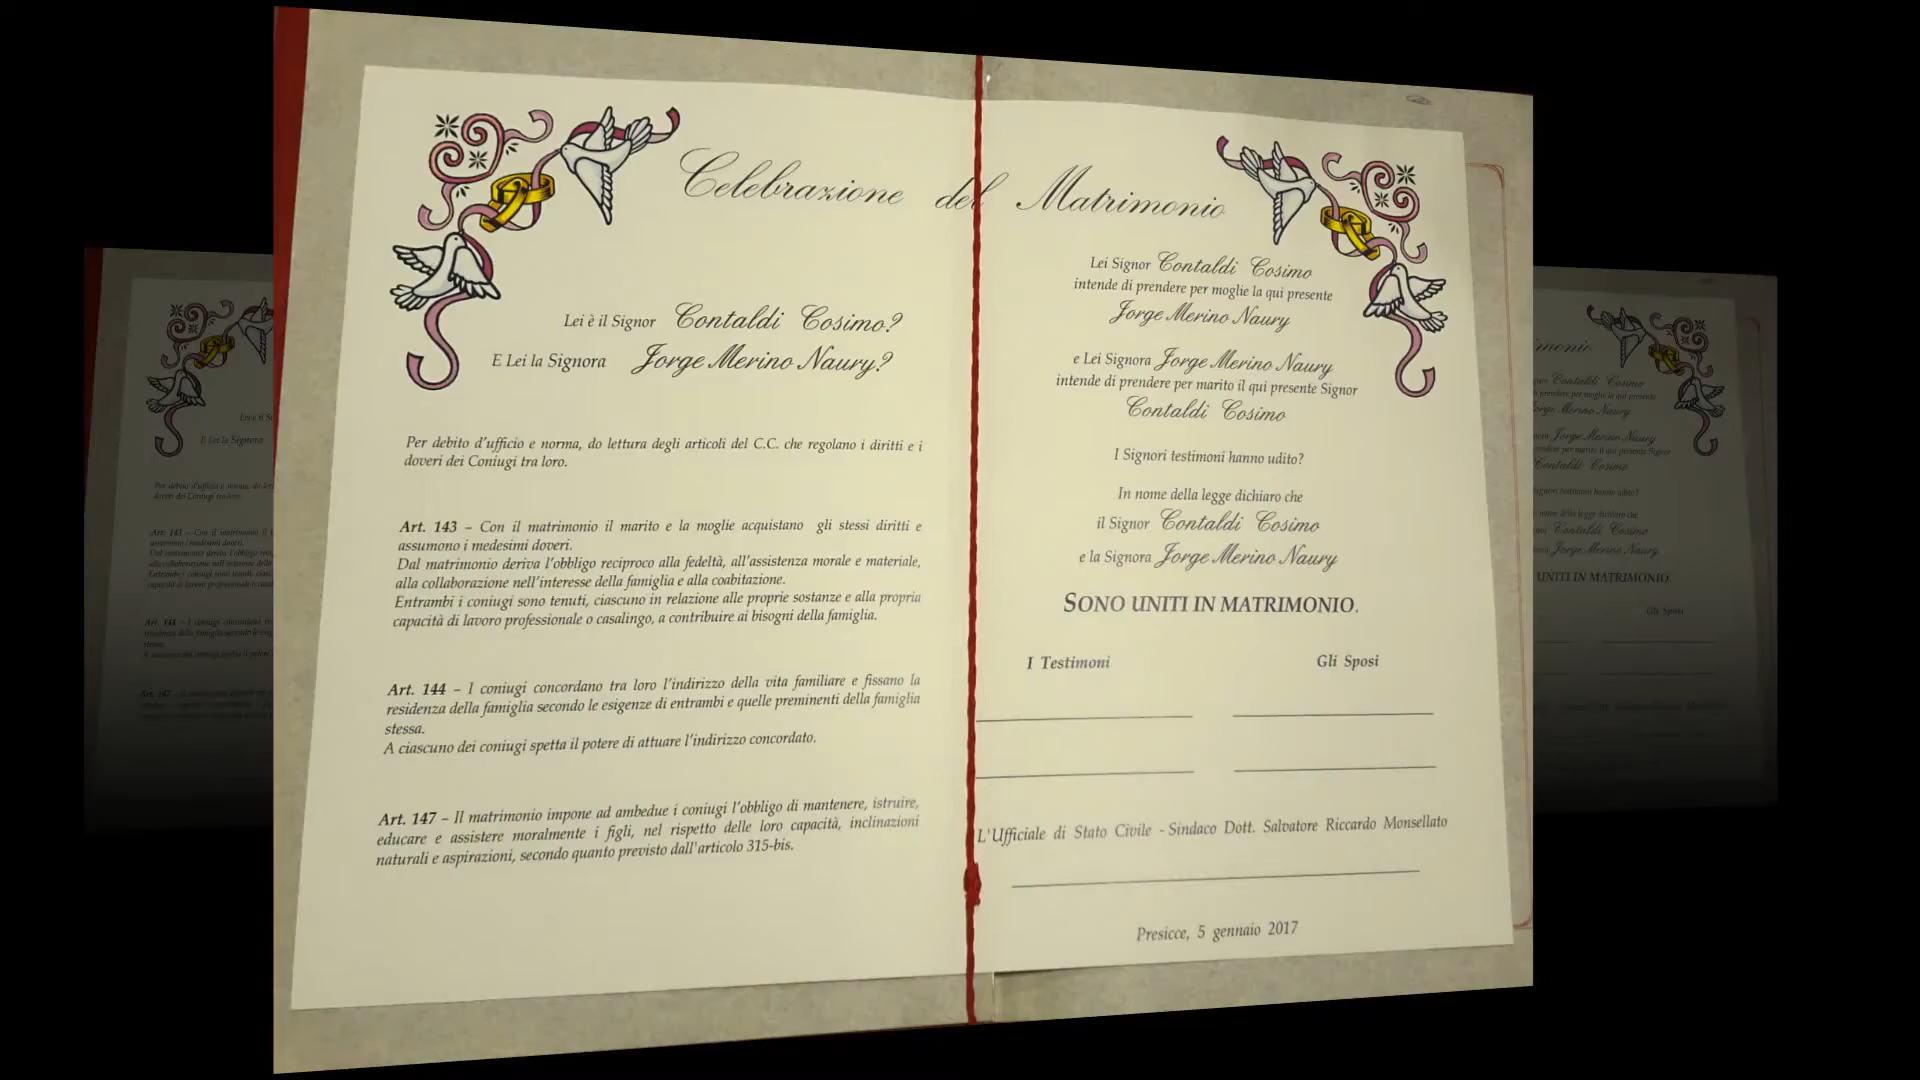 Celebrazione del Matrimonio
Lei è il Signor Contaldi Cosimo?
E Lei la Signora Jorge Merino Naury?
Per debito d'ufficio e norma, do lettura degli articoli del C.C. che regolano i diritti e i
doveri dei Coniugi tra loro.
Art. 143 – Con il matrimonio il marito e la moglie acquistano gli stessi diritti e
assumono i medesimi doveri.
Dal matrimonio deriva l'obbligo reciproco alla fedeltà, all'assistenza morale e materiale,
alla collaborazione nell'interesse della famiglia e alla coabitazione.
Entrambi i coniugi sono tenuti, ciascuno in relazione alle proprie sostanze e alla propria
capacità di lavoro professionale o casalingo, a contribuire ai bisogni della famiglia.
Art. 144 – I coniugi concordano tra loro l'indirizzo della vita familiare e fissano la
residenza della famiglia secondo le esigenze di entrambi e quelle preminenti della famiglia
stessa.
A ciascuno dei coniugi spetta il potere di attuare l'indirizzo concordato.
Art. 147 – Il matrimonio impone ad ambedue i coniugi l'obbligo di mantenere, istruire,
educare e assistere moralmente i figli, nel rispetto delle loro capacità, inclinazioni
naturali e aspirazioni, secondo quanto previsto dall'articolo 315-bis.
Lei Signor Contaldi Cosimo
intende di prendere per moglie la qui presente
Jorge Merino Naury
e Lei Signora Jorge Merino Naury
intende di prendere per marito il qui presente Signor
Contaldi Cosimo
I Signori testimoni hanno udito?
In nome della legge dichiaro che
il Signor Contaldi Cosimo
e la Signora Jorge Merino Naury
SONO UNITI IN MATRIMONIO.
I Testimoni Gli Sposi
L'Ufficiale di Stato Civile - Sindaco Dott. Salvatore Riccardo Monsellato
Presicce, 5 gennaio 2017